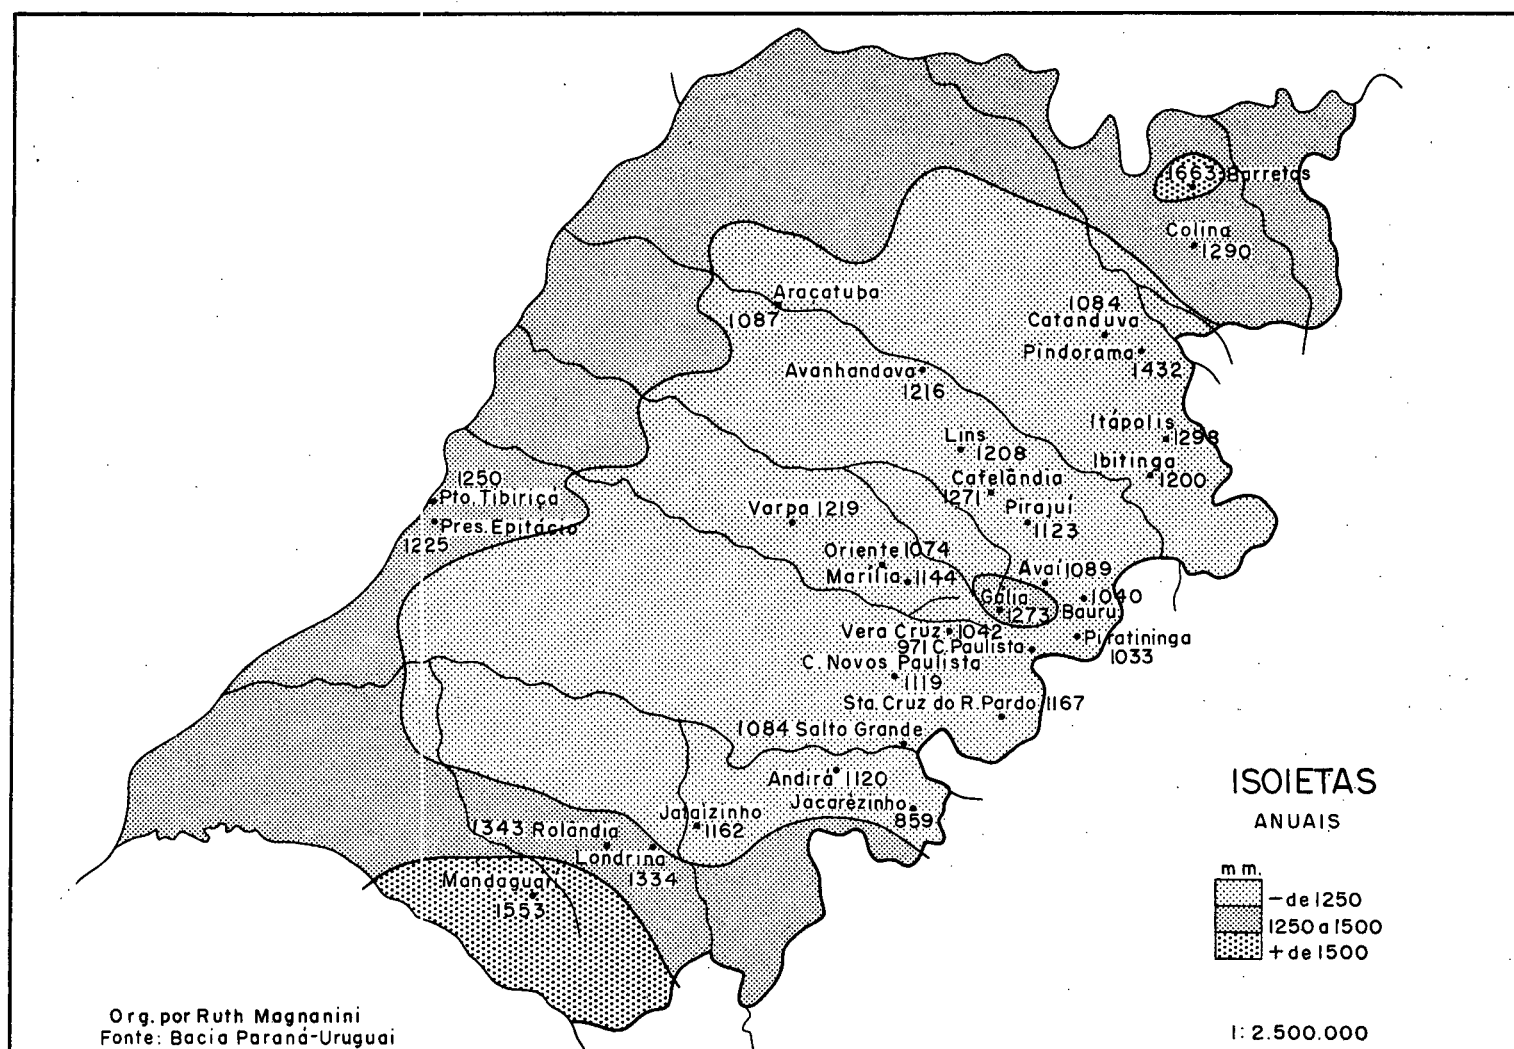 1663 Barretos
Colina
1290
Araçatuba
1087
1084
Catanduva
Pindorama
1432
Avanhandava
1216
Itápolis
1298
Lins
1208
Ibitinga
1200
Cafelândia
1271
Pirajuí
1123
1250
Pto. Tibiriçá
Pres. Epitácio
1225
Varpa 1219
Oriente 1074
Marília 1144
Avaí 1089
Gália
1273
1040
Bauru
Vera Cruz 1042
971 C. Paulista
Piratininga
1033
C. Novos Paulista
1119
Sta. Cruz do R. Pardo 1167
1084 Salto Grande
Andirá 1120
Jacarèzinho
859
Jataizinho
1162
1343 Rolândia
Londrina
1334
Mandaguari
1553
ISOIETAS
ANUAIS
mm.
- de 1250
1250 a 1500
+ de 1500
1: 2.500.000
Org. por Ruth Magnanini
Fonte: Bacia Paraná-Uruguai